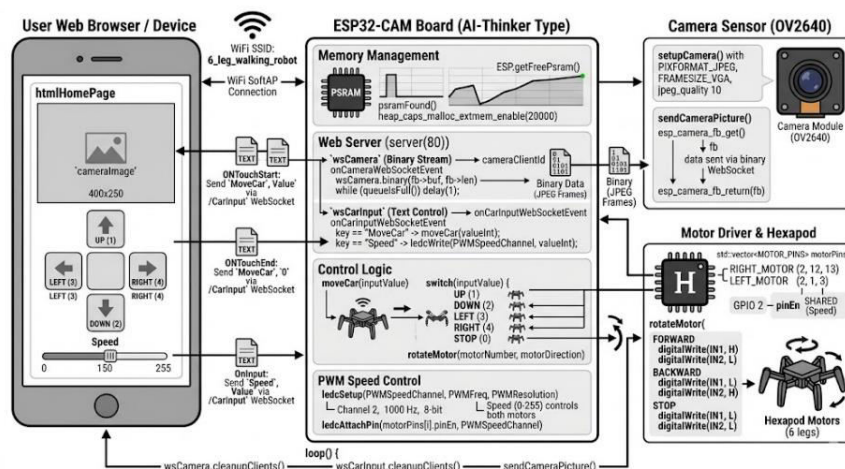 User Web Browser / Device
htmlHomePage
'cameraImage'
400x250
UP (1)
LEFT (3)
RIGHT (4)
LEFT (3)
RIGHT (4)
DOWN (2)
Speed
0
150
255
WiFi SSID:
6_leg_walking_robot
WiFi SoftAP
Connection
TEXT
TEXT
ONTouchStart:
Send 'MoveCar, Value'
via
/CarInput' WebSocket
TEXT
ONTouchEnd:
Send 'MoveCar, '0'
via
/CarInput' WebSocket
TEXT
OnInput:
Send 'Speed',
Value' via
/CarInput' WebSocket
ESP32-CAM Board (AI-Thinker Type)
Memory Management
PSRAM
ESP.getFreePsram()
psramFound()
heap_caps_malloc_extmem_enable(20000)
Web Server (server(80))
'wsCamera' (Binary Stream)
cameraClientId
onCameraWebSocketEvent
wsCamera.binary(fb->buf, fb->len)
while (queueIsFull()) delay(1);
Binary Data
(JPEG Frames)
'wsCarInput' (Text Control)
onCarInputWebSocketEvent
onCarInputWebSocketEvent
key == "MoveCar" -> moveCar(valueInt);
key == "Speed" -> ledcWrite(PWMSpeedChannel, valueInt);
Control Logic
moveCar(inputValue)
switch(inputValue) {
UP (1)
DOWN (2)
LEFT (3)
RIGHT (4)
STOP (0)
rotateMotor(motorNumber, motorDirection)
PWM Speed Control
ledcSetup(PWMSpeedChannel, PWMFreq, PWMResolution)
Channel 2, 1000 Hz, 8-bit
Speed (0-255) controls
both motors
ledcAttachPin(motorPins[i].pinEn, PWMSpeedChannel)
Binary
(JPEG
Frames)
Camera Sensor (OV2640)
setupCamera() with
PIXFORMAT_JPEG,
FRAMESIZE_VGA,
jpeg_quality 10
Camera Module
(OV2640)
sendCameraPicture()
esp_camera_fb_get()
fb
data sent via binary
WebSocket
esp_camera_fb_return(fb)
Motor Driver & Hexapod
H
std::vector<MOTOR_PINS> motorPins
RIGHT_MOTOR (2, 12, 13)
LEFT_MOTOR (2, 1, 3)
GPIO 2
pinEn
SHARED
(Speed)
rotateMotor(
FORWARD
digitalWrite(IN1, H)
digitalWrite(IN2, L)
BACKWARD
digitalWrite(IN1, L)
digitalWrite(IN2, H)
STOP
digitalWrite(IN1, L)
digitalWrite(IN2, L)
Hexapod Motors
(6 legs)
loop() {
wsCamera.cleanupClients()
wsCarInput.cleanupClients()
sendCameraPicture()